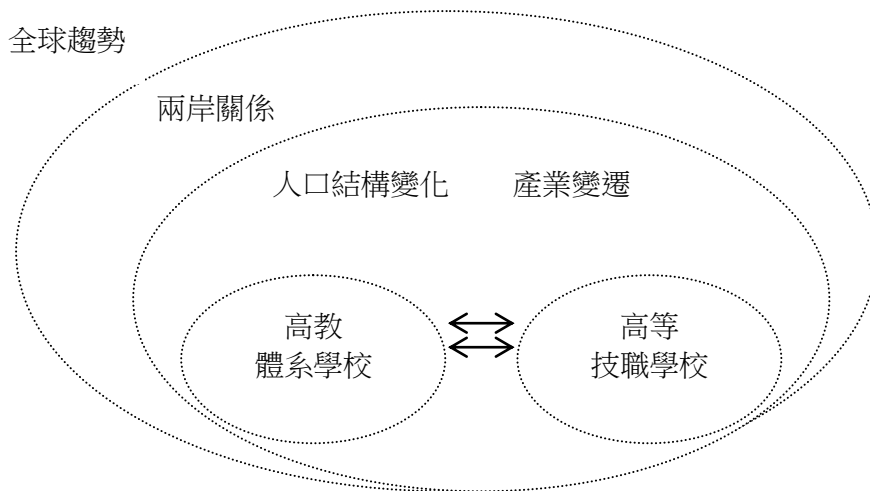 全球趨勢
兩岸關係
人口結構變化 產業變遷
高教
體系學校
高等
技職學校